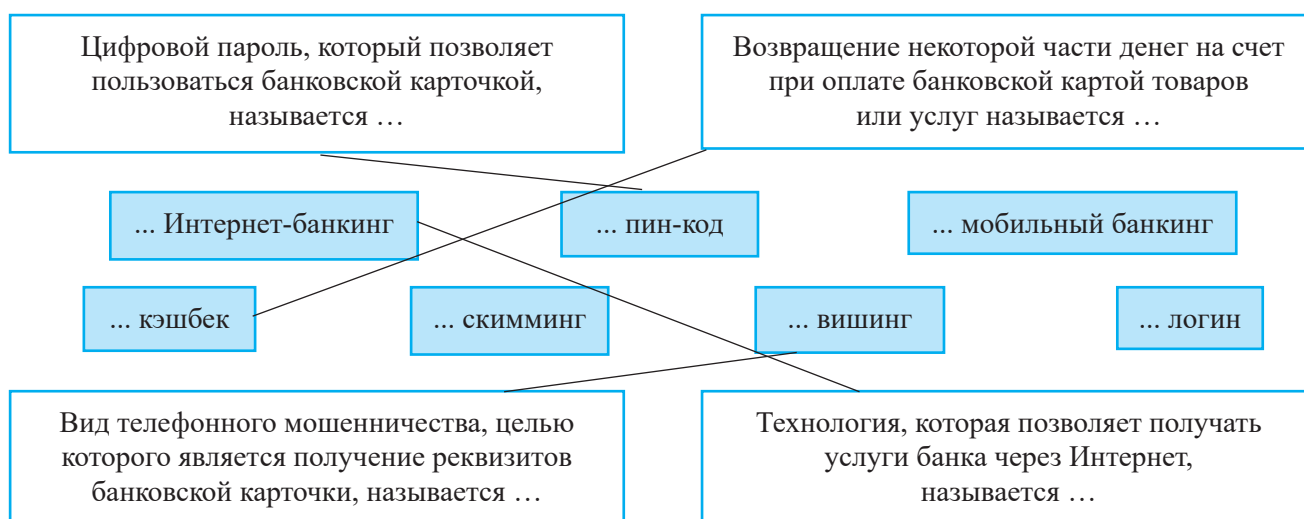 Цифровой пароль, который позволяет
пользоваться банковской карточкой,
называется …
Возвращение некоторой части денег на счет
при оплате банковской картой товаров
или услуг называется …
... Интернет-банкинг
... пин-код
... мобильный банкинг
... кэшбек
... скимминг
... вишинг
... логин
Вид телефонного мошенничества, целью
которого является получение реквизитов
банковской карточки, называется …
Технология, которая позволяет получать
услуги банка через Интернет,
называется …